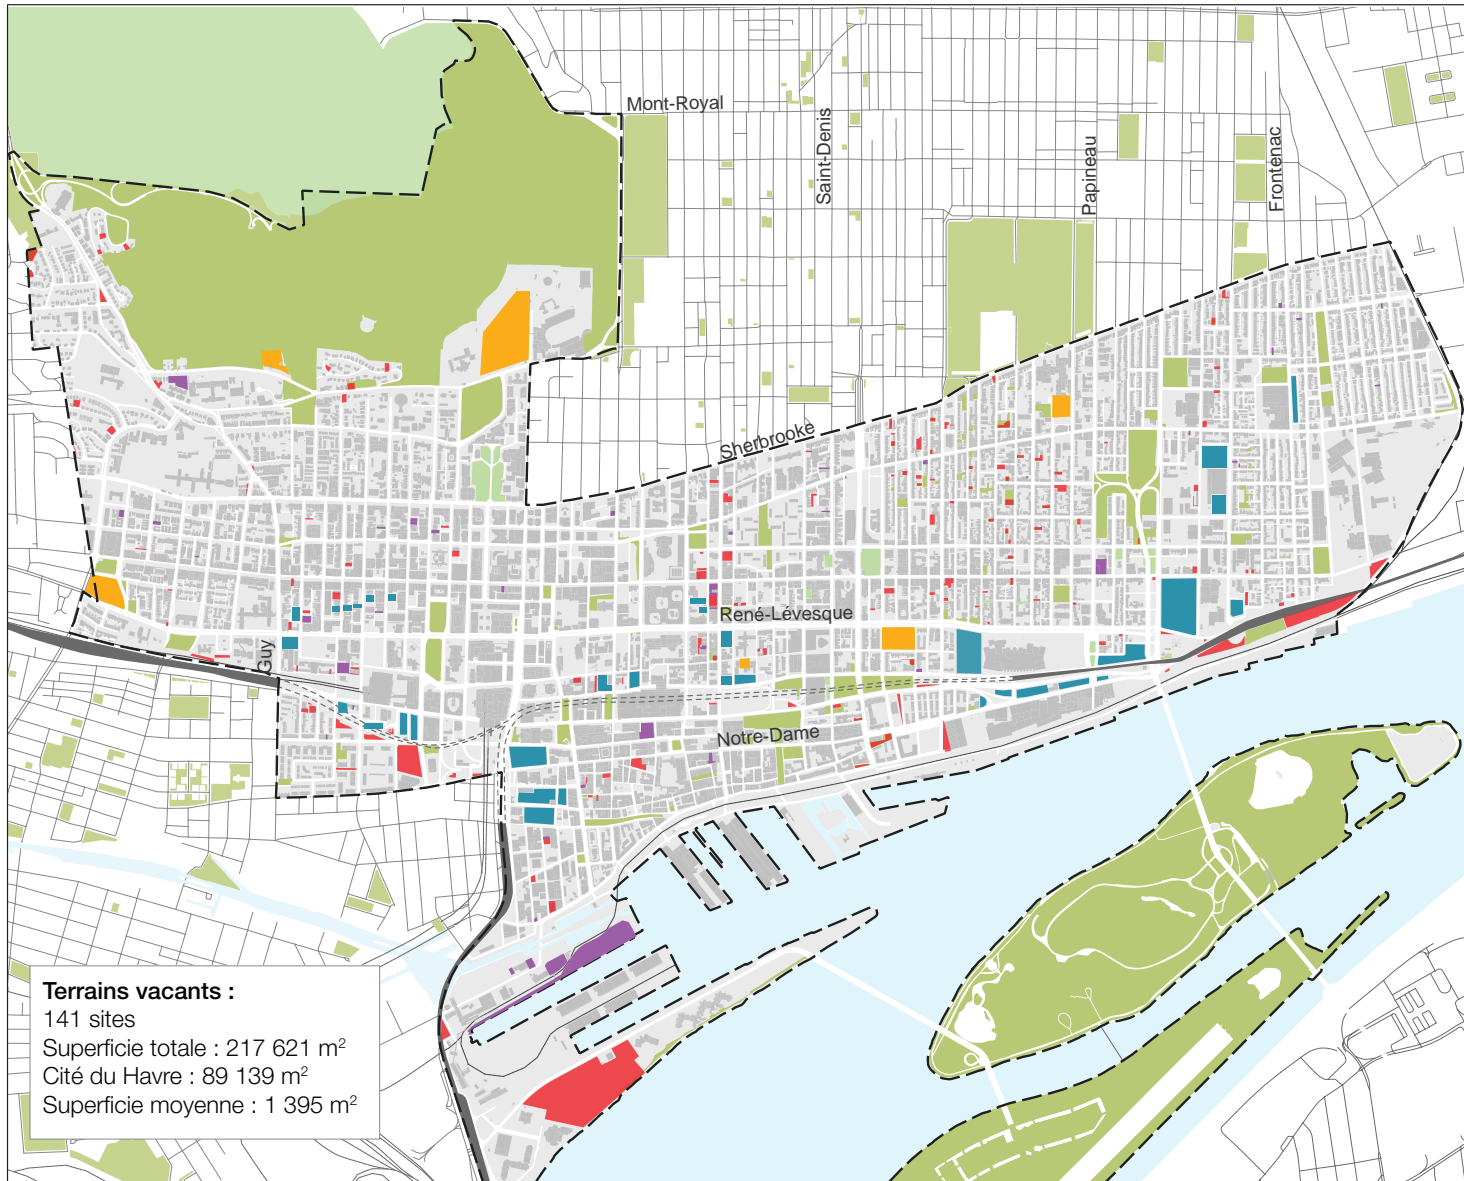 Mont-Royal
Saint-Denis
Papineau
Frontenac
Sherbrooke
René-Lévesque
Guy
Notre-Dame
Terrains vacants :
141 sites
Superficie totale : 217 621 m²
Cité du Havre : 89 139 m²
Superficie moyenne : 1 395 m²